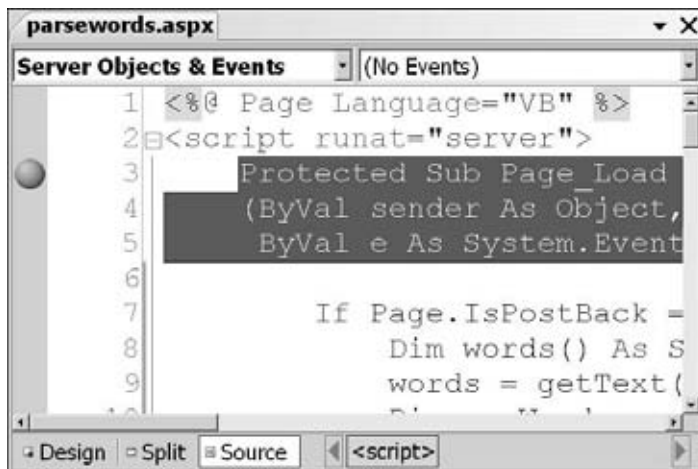 parsewords.aspx
Server Objects & Events (No Events)
1 <%@ Page Language="VB" %>
2 <script runat="server">
3 Protected Sub Page_Load
4 (ByVal sender As Object,
5 ByVal e As System.Event
6
7 If Page.IsPostBack =
8 Dim words() As S
9 words = getText(
Design Split Source <script>